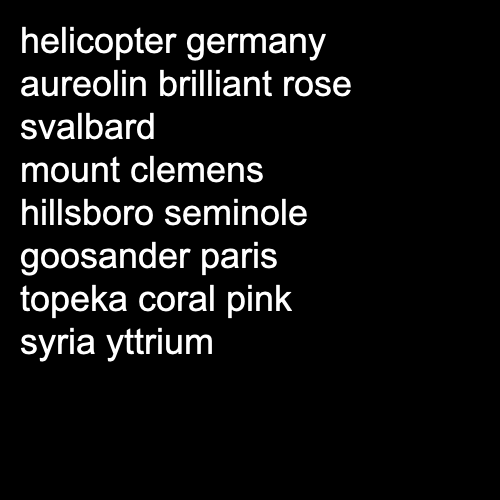 helicopter germany
aureolin brilliant rose
svalbard
mount clemens
hillsboro seminole
goosander paris
topeka coral pink
syria yttrium